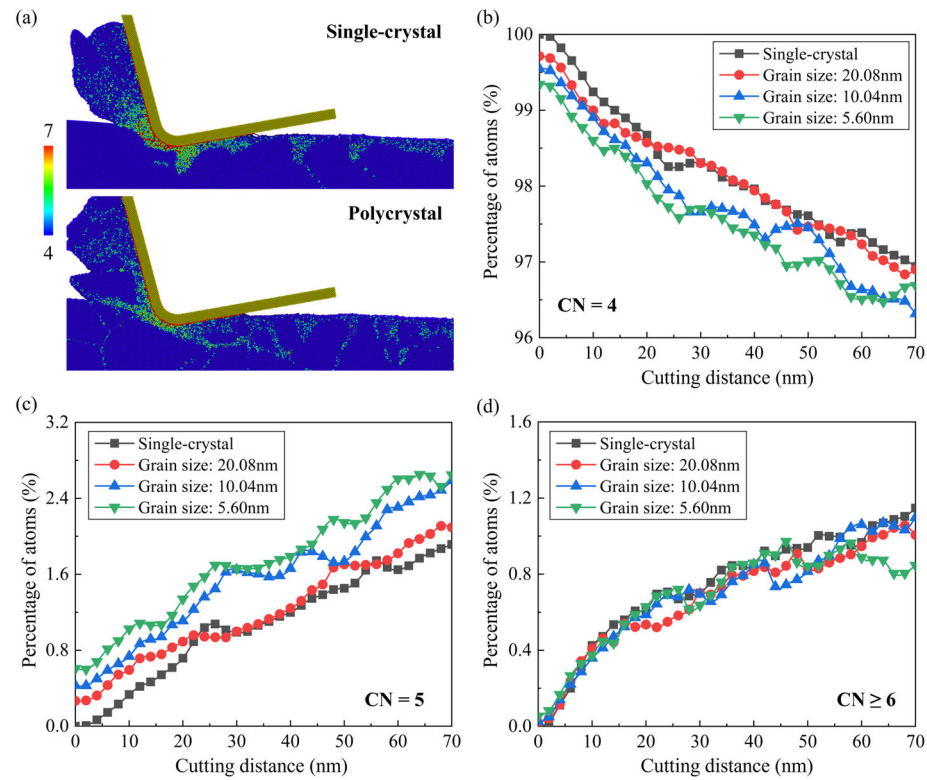 (a)
Single-crystal
7
4
Polycrystal
(b)
Percentage of atoms (%)
100
99
98
97
96
Single-crystal
Grain size: 20.08nm
Grain size: 10.04nm
Grain size: 5.60nm
CN = 4
0 10 20 30 40 50 60 70
Cutting distance (nm)
(c)
Percentage of atoms (%)
3.2
2.4
1.6
0.8
0.0
Single-crystal
Grain size: 20.08nm
Grain size: 10.04nm
Grain size: 5.60nm
CN = 5
0 10 20 30 40 50 60 70
Cutting distance (nm)
(d)
Percentage of atoms (%)
1.6
1.2
0.8
0.4
0.0
Single-crystal
Grain size: 20.08nm
Grain size: 10.04nm
Grain size: 5.60nm
CN ≥ 6
0 10 20 30 40 50 60 70
Cutting distance (nm)